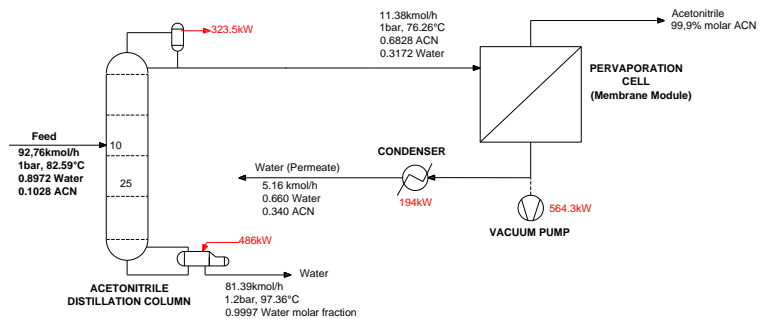 323.5kW
11.38kmol/h
1bar, 76.26°C
0.6828 ACN
0.3172 Water
Acetonitrile
99,9% molar ACN
PERVAPORATION
CELL
(Membrane Module)
Feed
92,76kmol/h
1bar, 82.59°C
0.8972 Water
0.1028 ACN
10
25
Water (Permeate)
5.16 kmol/h
0.660 Water
0.340 ACN
CONDENSER
194kW
564.3kW
VACUUM PUMP
486kW
ACETONITRILE
DISTILLATION COLUMN
Water
81.39kmol/h
1.2bar, 97.36°C
0.9997 Water molar fraction